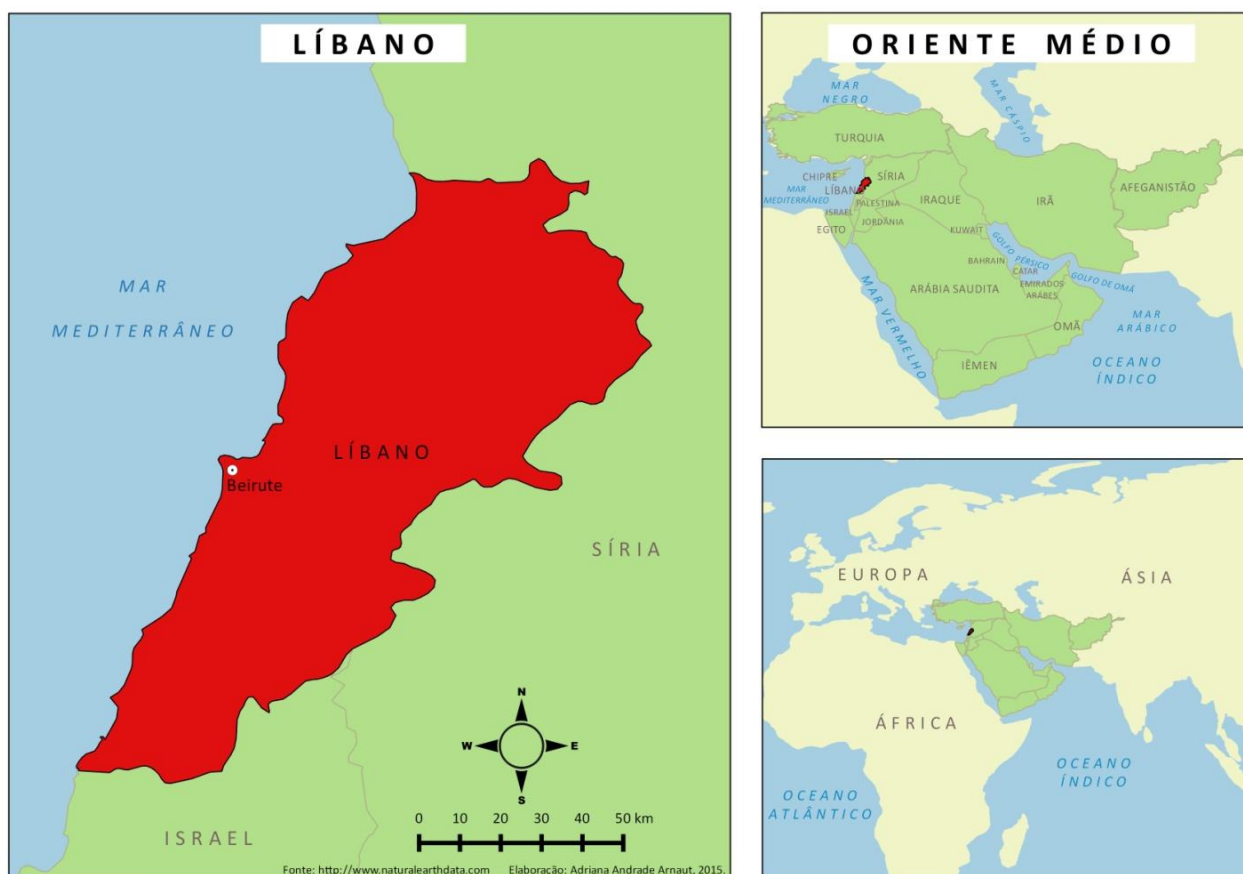 LÍBANO
MAR
MEDITERRÂNEO
LÍBANO
Beirute
SÍRIA
N
W E
S
0 10 20 30 40 50 km
ISRAEL
Fonte: http://www.naturalearthdata.com Elaboração: Adriana Andrade Arnaut, 2015.
ORIENTE MÉDIO
MAR
NEGRO
MAR CÁSPIO
TURQUIA
CHIPRE
SÍRIA
MAR
MEDITERRÂNEO
LÍBANO
AFEGANISTÃO
PALESTINA
IRAQUE
IRÃ
ISRAEL
JORDÂNIA
EGITO
KUWAIT
GOLFO PÉRSICO
BAHRAIN
CATAR
GOLFO DE OMÃ
EMIRADOS
ARÁBES
ARÁBIA SAUDITA
MAR VERMELHO
MAR
ARÁBICO
OMÃ
IÊMEN
OCEANO
ÍNDICO
EUROPA
ÁSIA
ÁFRICA
OCEANO
ÍNDICO
OCEANO
ATLÂNTICO